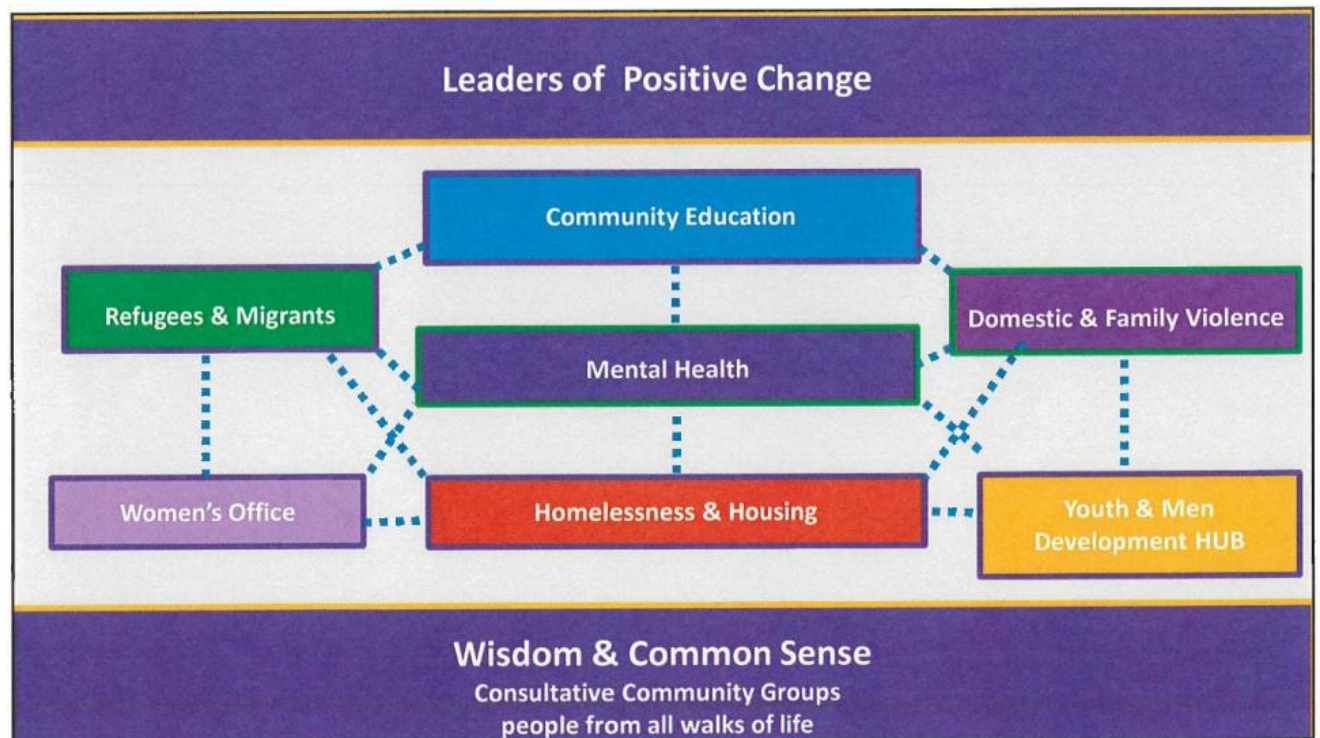 Leaders of Positive Change
Community Education
Refugees & Migrants
Domestic & Family Violence
Mental Health
Women's Office
Homelessness & Housing
Youth & Men
Development HUB
Wisdom & Common Sense
Consultative Community Groups
people from all walks of life